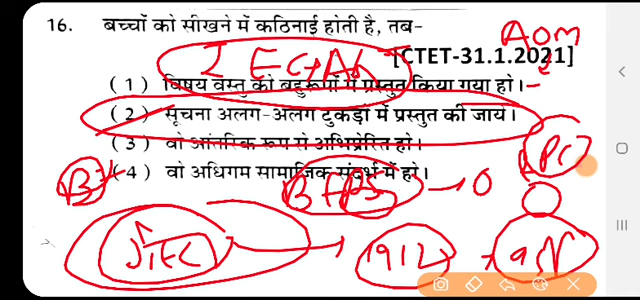 16. बच्चों को सीखने में कठिनाई होती है, तब-
[CTET-31.1.2021]
AOM
(1) विषय वस्तु को बहुरूपों में प्रस्तुत किया गया हो।
(2) सूचना अलग-अलग टुकड़ों में प्रस्तुत की जाये।
(3) वो आंतरिक रूप से अभिप्रेरित हो।
(4) वो अधिगम सामाजिक संदर्भ में हरे।
B
1912